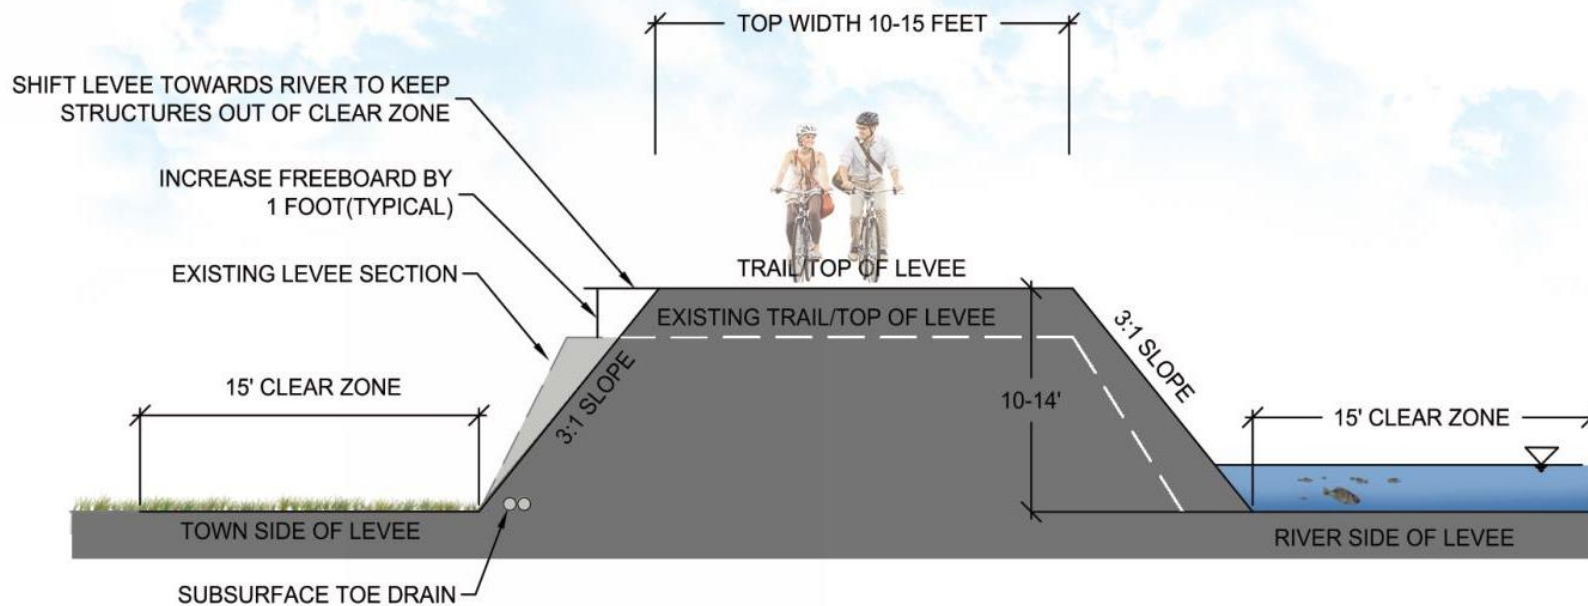 TOP WIDTH 10-15 FEET
SHIFT LEVEE TOWARDS RIVER TO KEEP
STRUCTURES OUT OF CLEAR ZONE
INCREASE FREEBOARD BY
1 FOOT(TYPICAL)
EXISTING LEVEE SECTION
TRAIL/TOP OF LEVEE
EXISTING TRAIL/TOP OF LEVEE
3:1 SLOPE
3:1 SLOPE
15' CLEAR ZONE
10-14'
15' CLEAR ZONE
TOWN SIDE OF LEVEE
RIVER SIDE OF LEVEE
SUBSURFACE TOE DRAIN